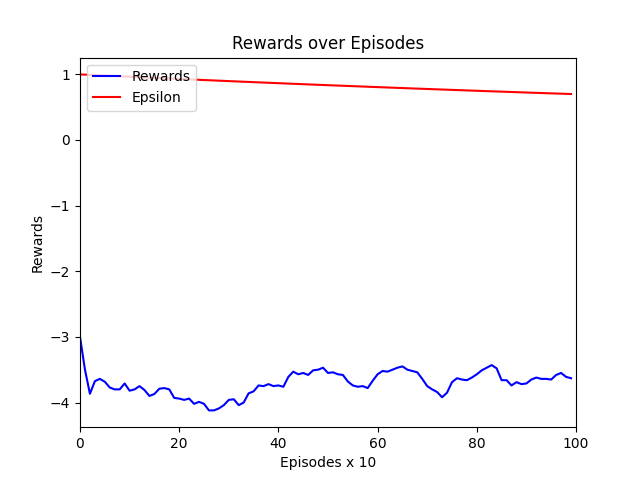 Rewards over Episodes
Rewards
Epsilon
1
0
−1
−2
−3
−4
Rewards
0 20 40 60 80 100
Episodes x 10